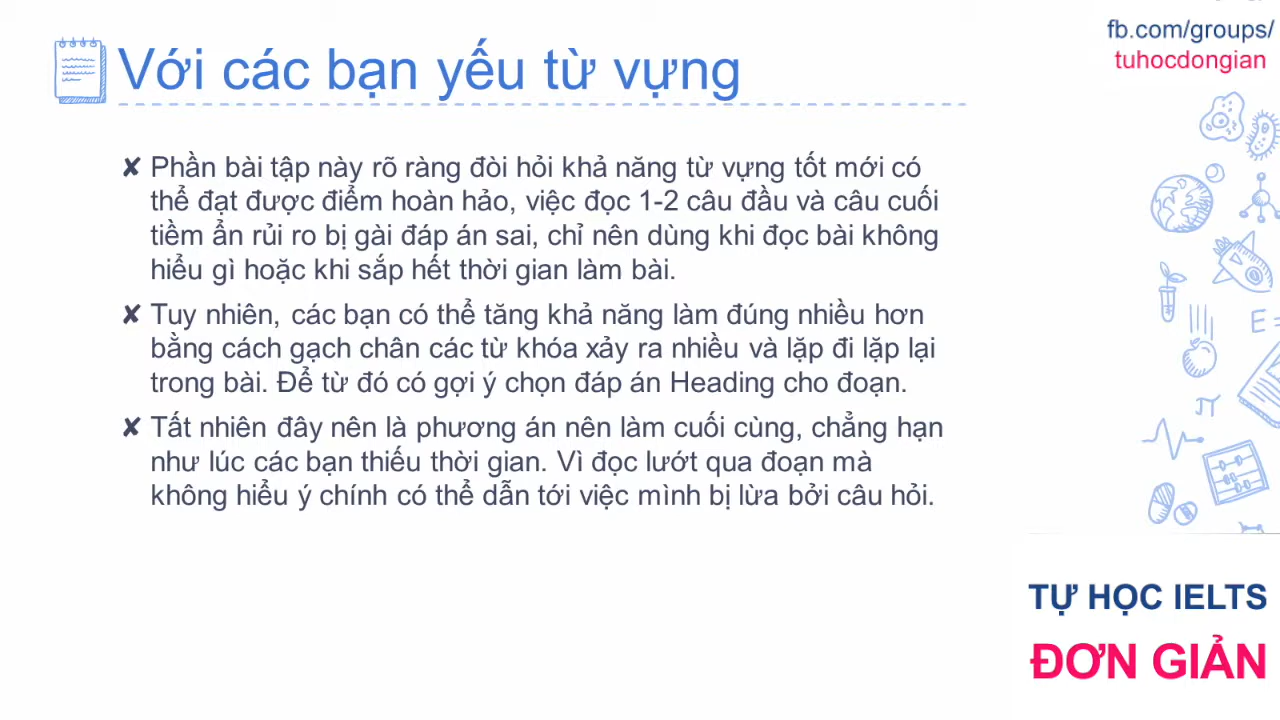 Với các bạn yếu từ vựng
fb.com/groups/
tuhocdongian
✘ Phần bài tập này rõ ràng đòi hỏi khả năng từ vựng tốt mới có
thể đạt được điểm hoàn hảo, việc đọc 1-2 câu đầu và câu cuối
tiềm ẩn rủi ro bị gài đáp án sai, chỉ nên dùng khi đọc bài không
hiểu gì hoặc khi sắp hết thời gian làm bài.
✘ Tuy nhiên, các bạn có thể tăng khả năng làm đúng nhiều hơn
bằng cách gạch chân các từ khóa xảy ra nhiều và lặp đi lặp lại
trong bài. Để từ đó có gợi ý chọn đáp án Heading cho đoạn.
✘ Tất nhiên đây nên là phương án nên làm cuối cùng, chẳng hạn
như lúc các bạn thiếu thời gian. Vì đọc lướt qua đoạn mà
không hiểu ý chính có thể dẫn tới việc mình bị lừa bởi câu hỏi.
E=
π
TỰ HỌC IELTS
ĐƠN GIẢN